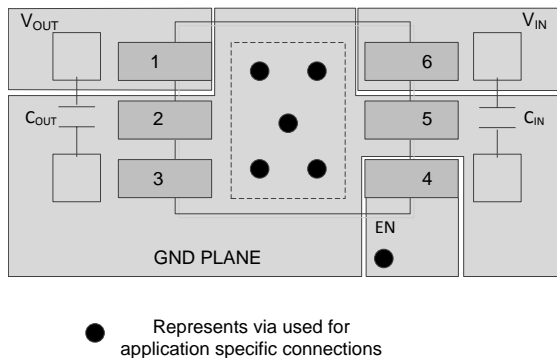 VOUT
VIN
1
6
COUT
2
5
CIN
3
4
EN
GND PLANE
Represents via used for
application specific connections